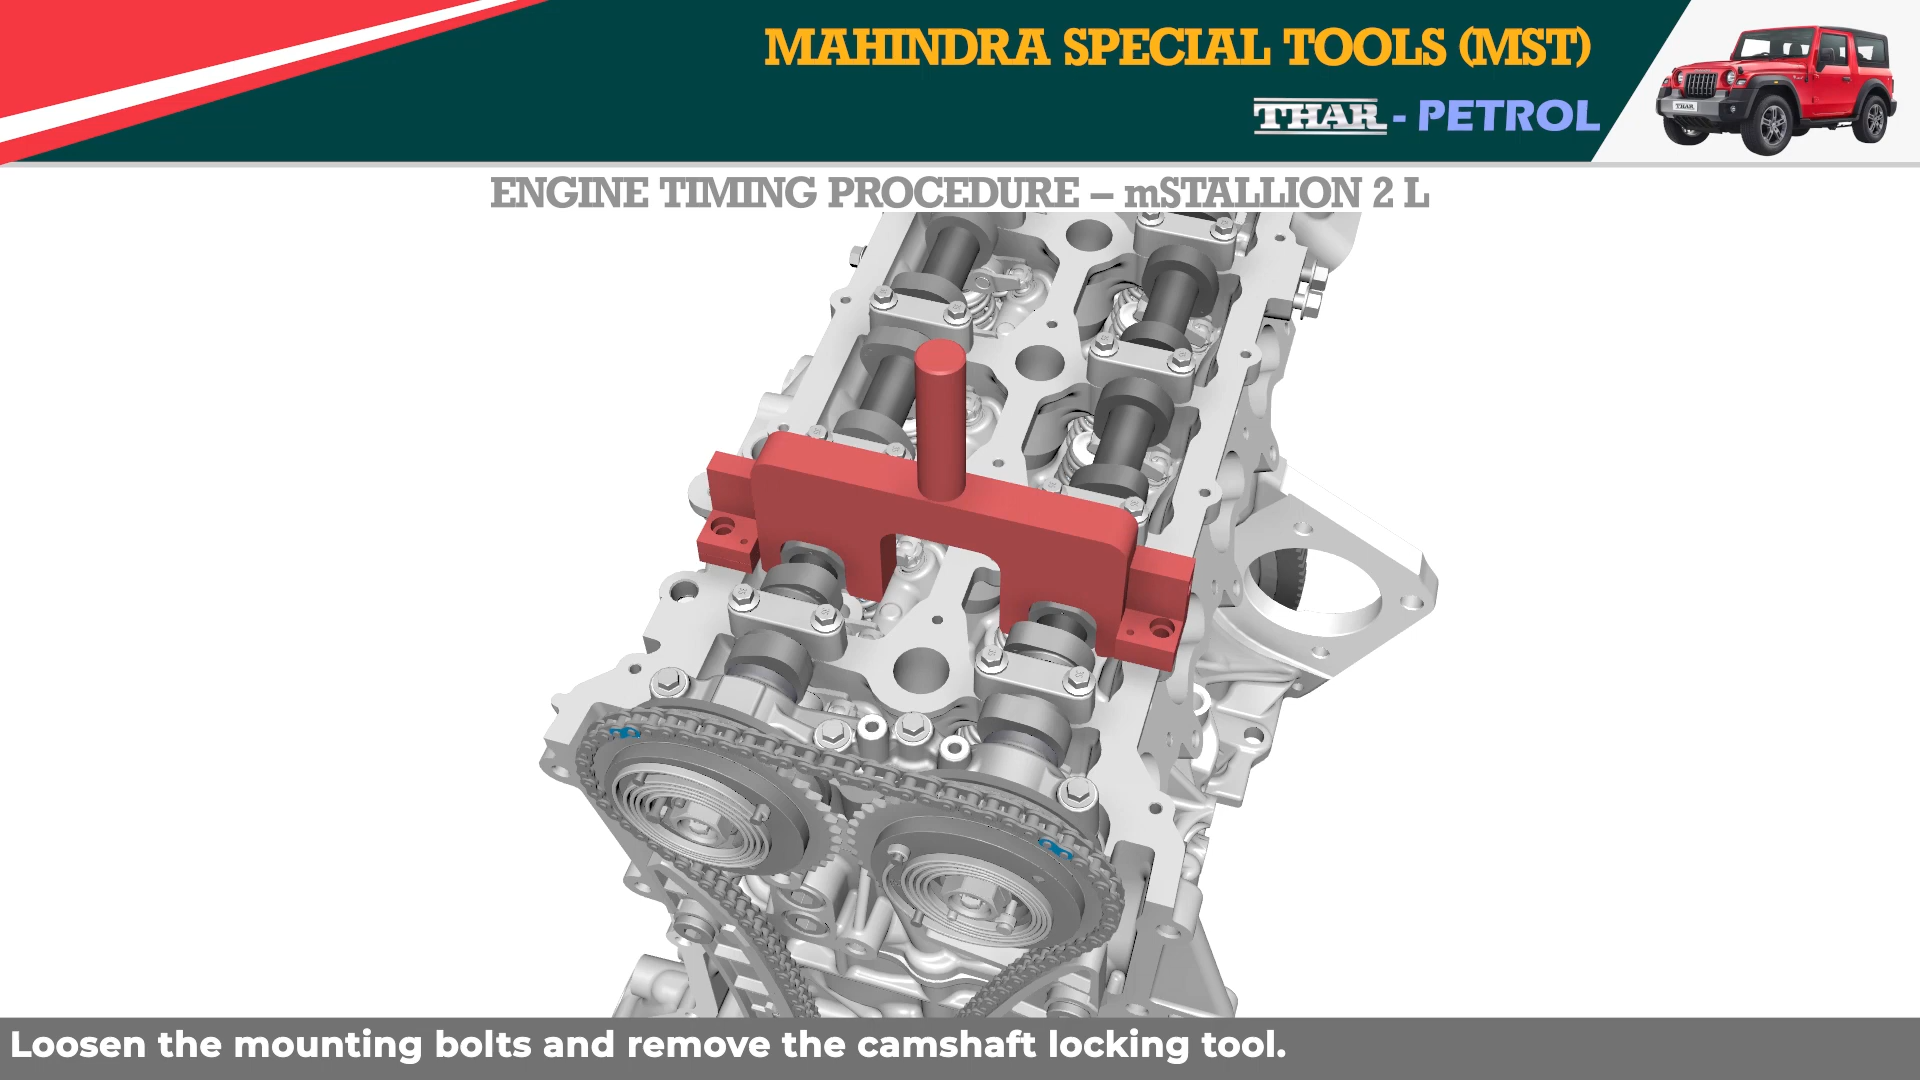 MAHINDRA SPECIAL TOOLS (MST)
THAR - PETROL
THAR
ENGINE TIMING PROCEDURE – mSTALLION 2 L
Loosen the mounting bolts and remove the camshaft locking tool.